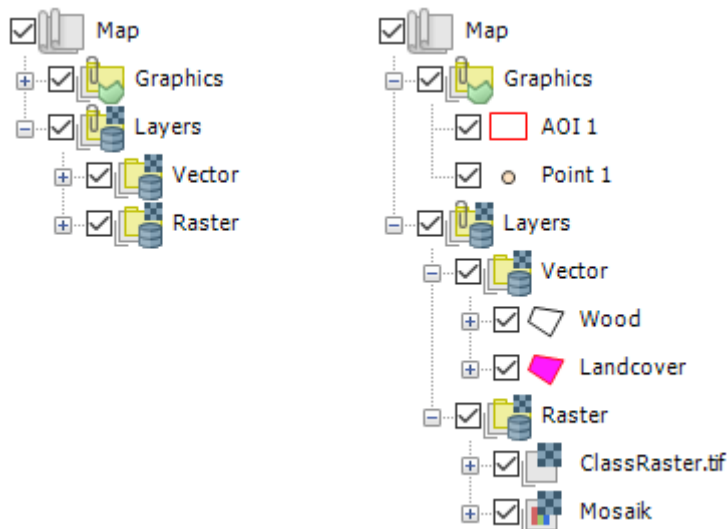 Map
Graphics
Layers
Vector
Raster
Map
Graphics
AOI 1
Point 1
Layers
Vector
Wood
Landcover
Raster
ClassRaster.tif
Mosaik